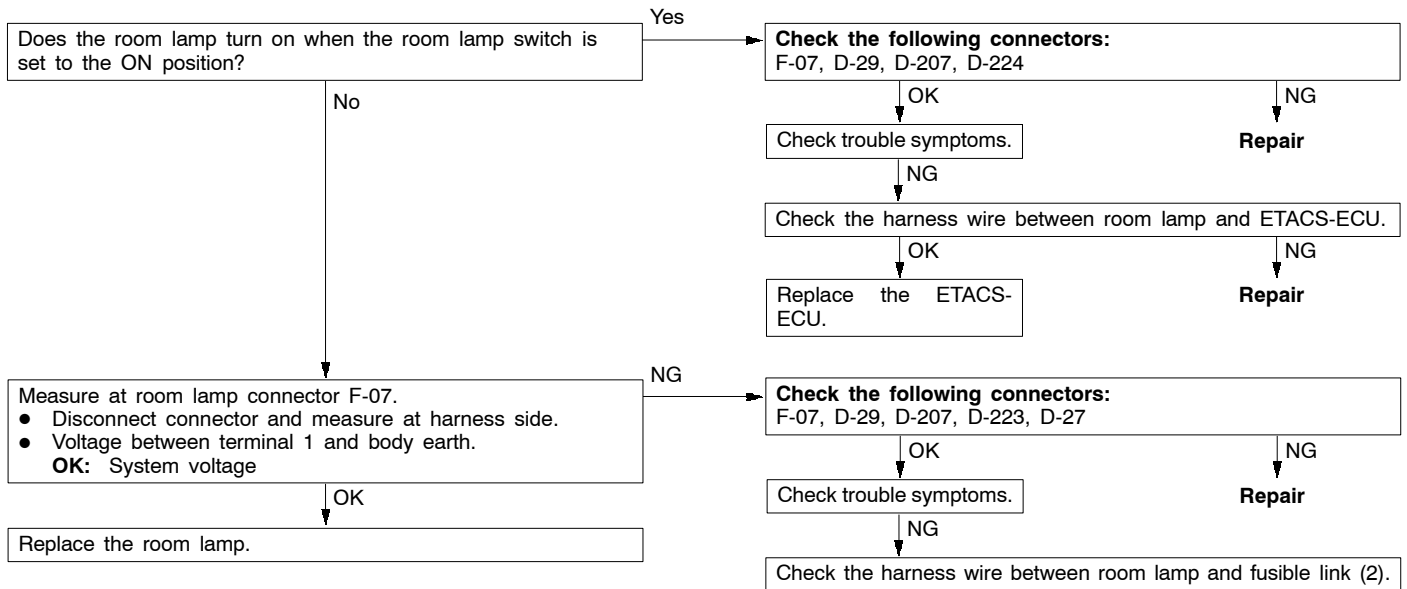 Does the room lamp turn on when the room lamp switch is
set to the ON position?
Yes
Check the following connectors:
F-07, D-29, D-207, D-224
OK
NG
Check trouble symptoms.
Repair
NG
Check the harness wire between room lamp and ETACS-ECU.
OK
NG
Replace the ETACS-
ECU.
Repair
No
Measure at room lamp connector F-07.
● Disconnect connector and measure at harness side.
● Voltage between terminal 1 and body earth.
OK: System voltage
NG
Check the following connectors:
F-07, D-29, D-207, D-223, D-27
OK
NG
Check trouble symptoms.
Repair
NG
Check the harness wire between room lamp and fusible link (2).
OK
Replace the room lamp.